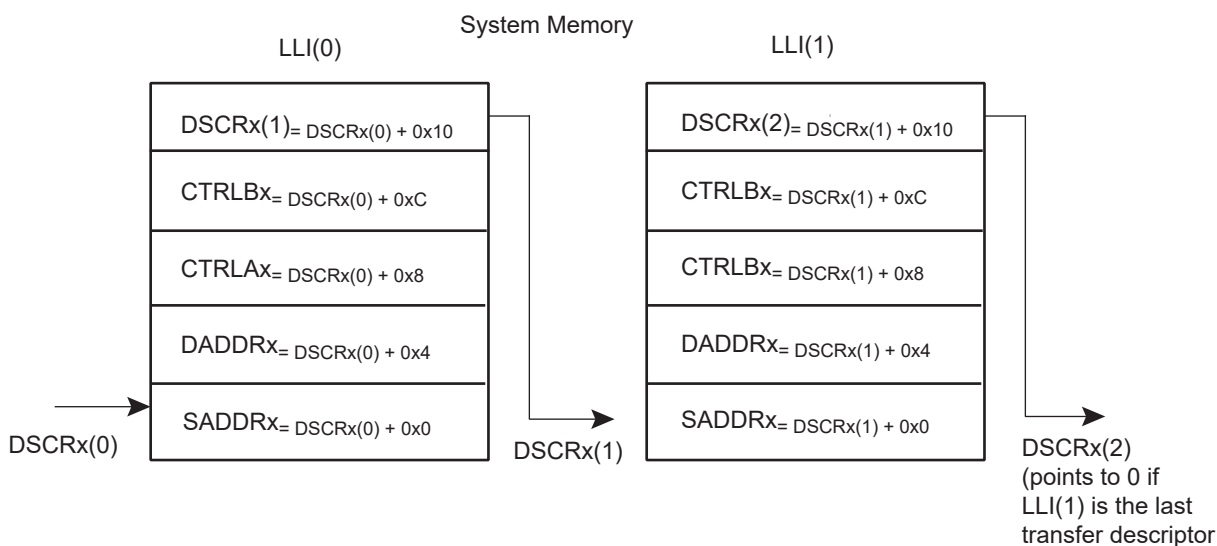 System Memory
LLI(0)
LLI(1)
DSCRx(1)= DSCRx(0) + 0x10
CTRLBx= DSCRx(0) + 0xC
CTRLAx= DSCRx(0) + 0x8
DADDRx= DSCRx(0) + 0x4
SADDRx= DSCRx(0) + 0x0
DSCRx(0)
DSCRx(1)
DSCRx(2)= DSCRx(1) + 0x10
CTRLBx= DSCRx(1) + 0xC
CTRLBx= DSCRx(1) + 0x8
DADDRx= DSCRx(1) + 0x4
SADDRx= DSCRx(1) + 0x0
DSCRx(2)
(points to 0 if
LLI(1) is the last
transfer descriptor